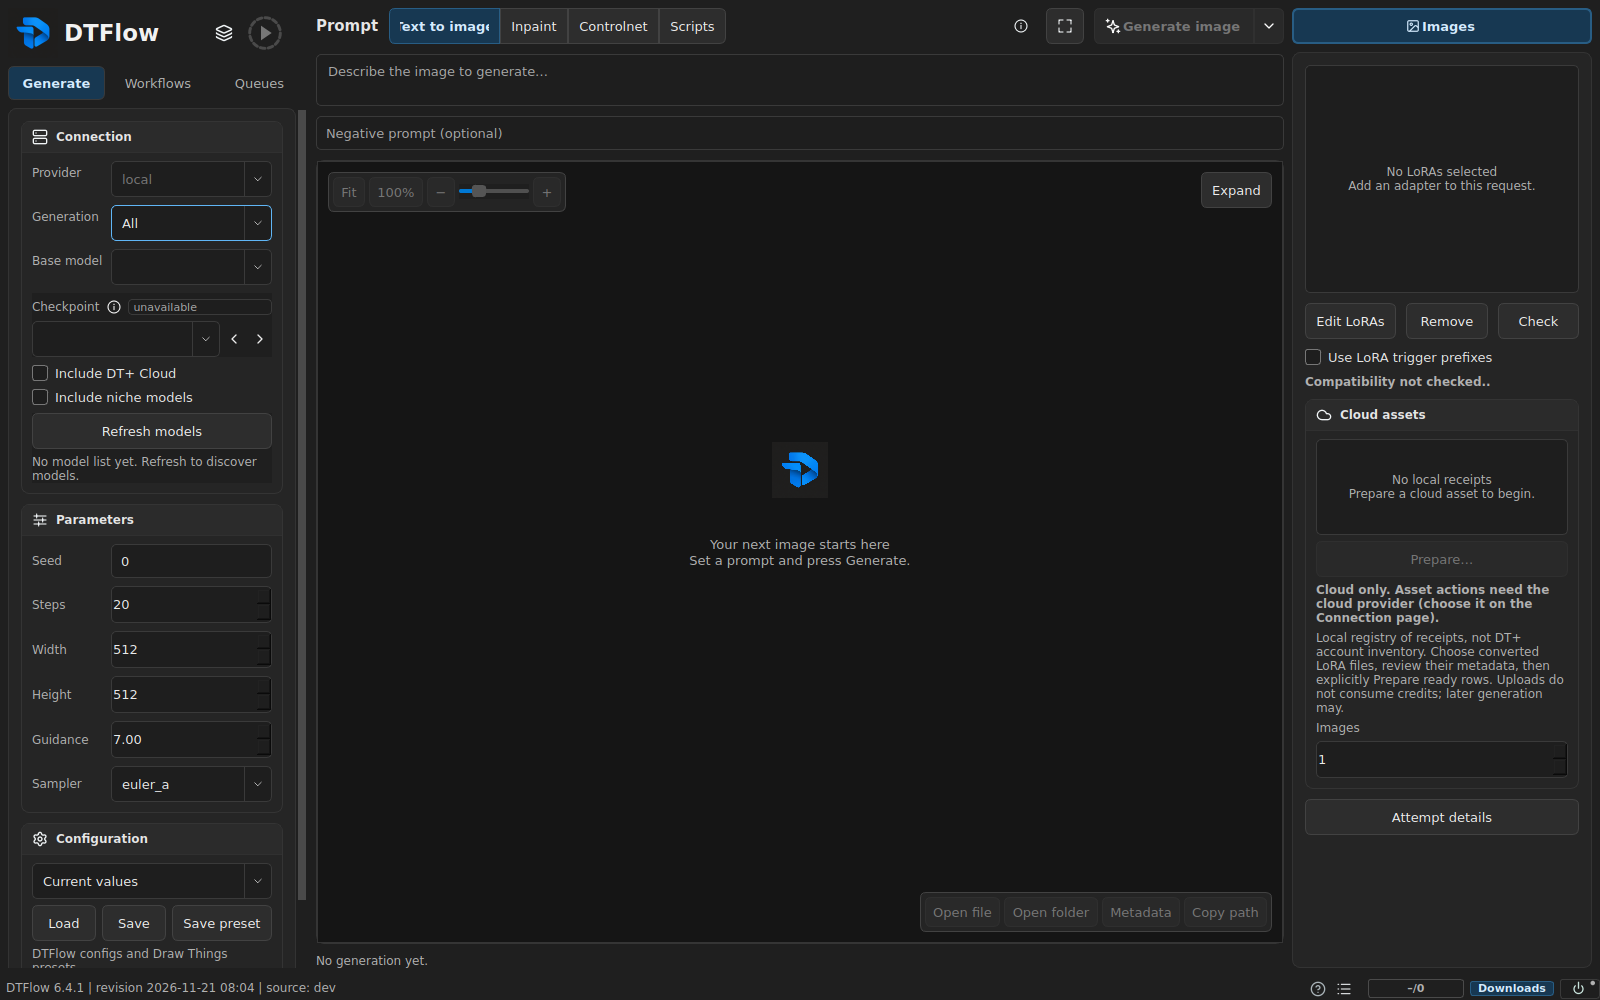 DTFlow
Generate
Workflows
Queues
Connection
Provider
local
Generation
All
Base model
Checkpoint
unavailable
Include DT+ Cloud
Include niche models
Refresh models
No model list yet. Refresh to discover
models.
Parameters
Seed
0
Steps
20
Width
512
Height
512
Guidance
7.00
Sampler
euler_a
Configuration
Current values
Load
Save
Save preset
DTFlow configs and Draw Things
presets.
Prompt
Text to image
Inpaint
Controlnet
Scripts
Generate image
Describe the image to generate...
Negative prompt (optional)
Fit
100%
−
+
Expand
Your next image starts here
Set a prompt and press Generate.
Open file
Open folder
Metadata
Copy path
No generation yet.
Images
No LoRAs selected
Add an adapter to this request.
Edit LoRAs
Remove
Check
Use LoRA trigger prefixes
Compatibility not checked..
Cloud assets
No local receipts
Prepare a cloud asset to begin.
Prepare...
Cloud only. Asset actions need the
cloud provider (choose it on the
Connection page).
Local registry of receipts, not DT+
account inventory. Choose converted
LoRA files, review their metadata, then
explicitly Prepare ready rows. Uploads do
not consume credits; later generation
may.
Images
1
Attempt details
DTFlow 6.4.1 | revision 2026-11-21 08:04 | source: dev
-/0
Downloads